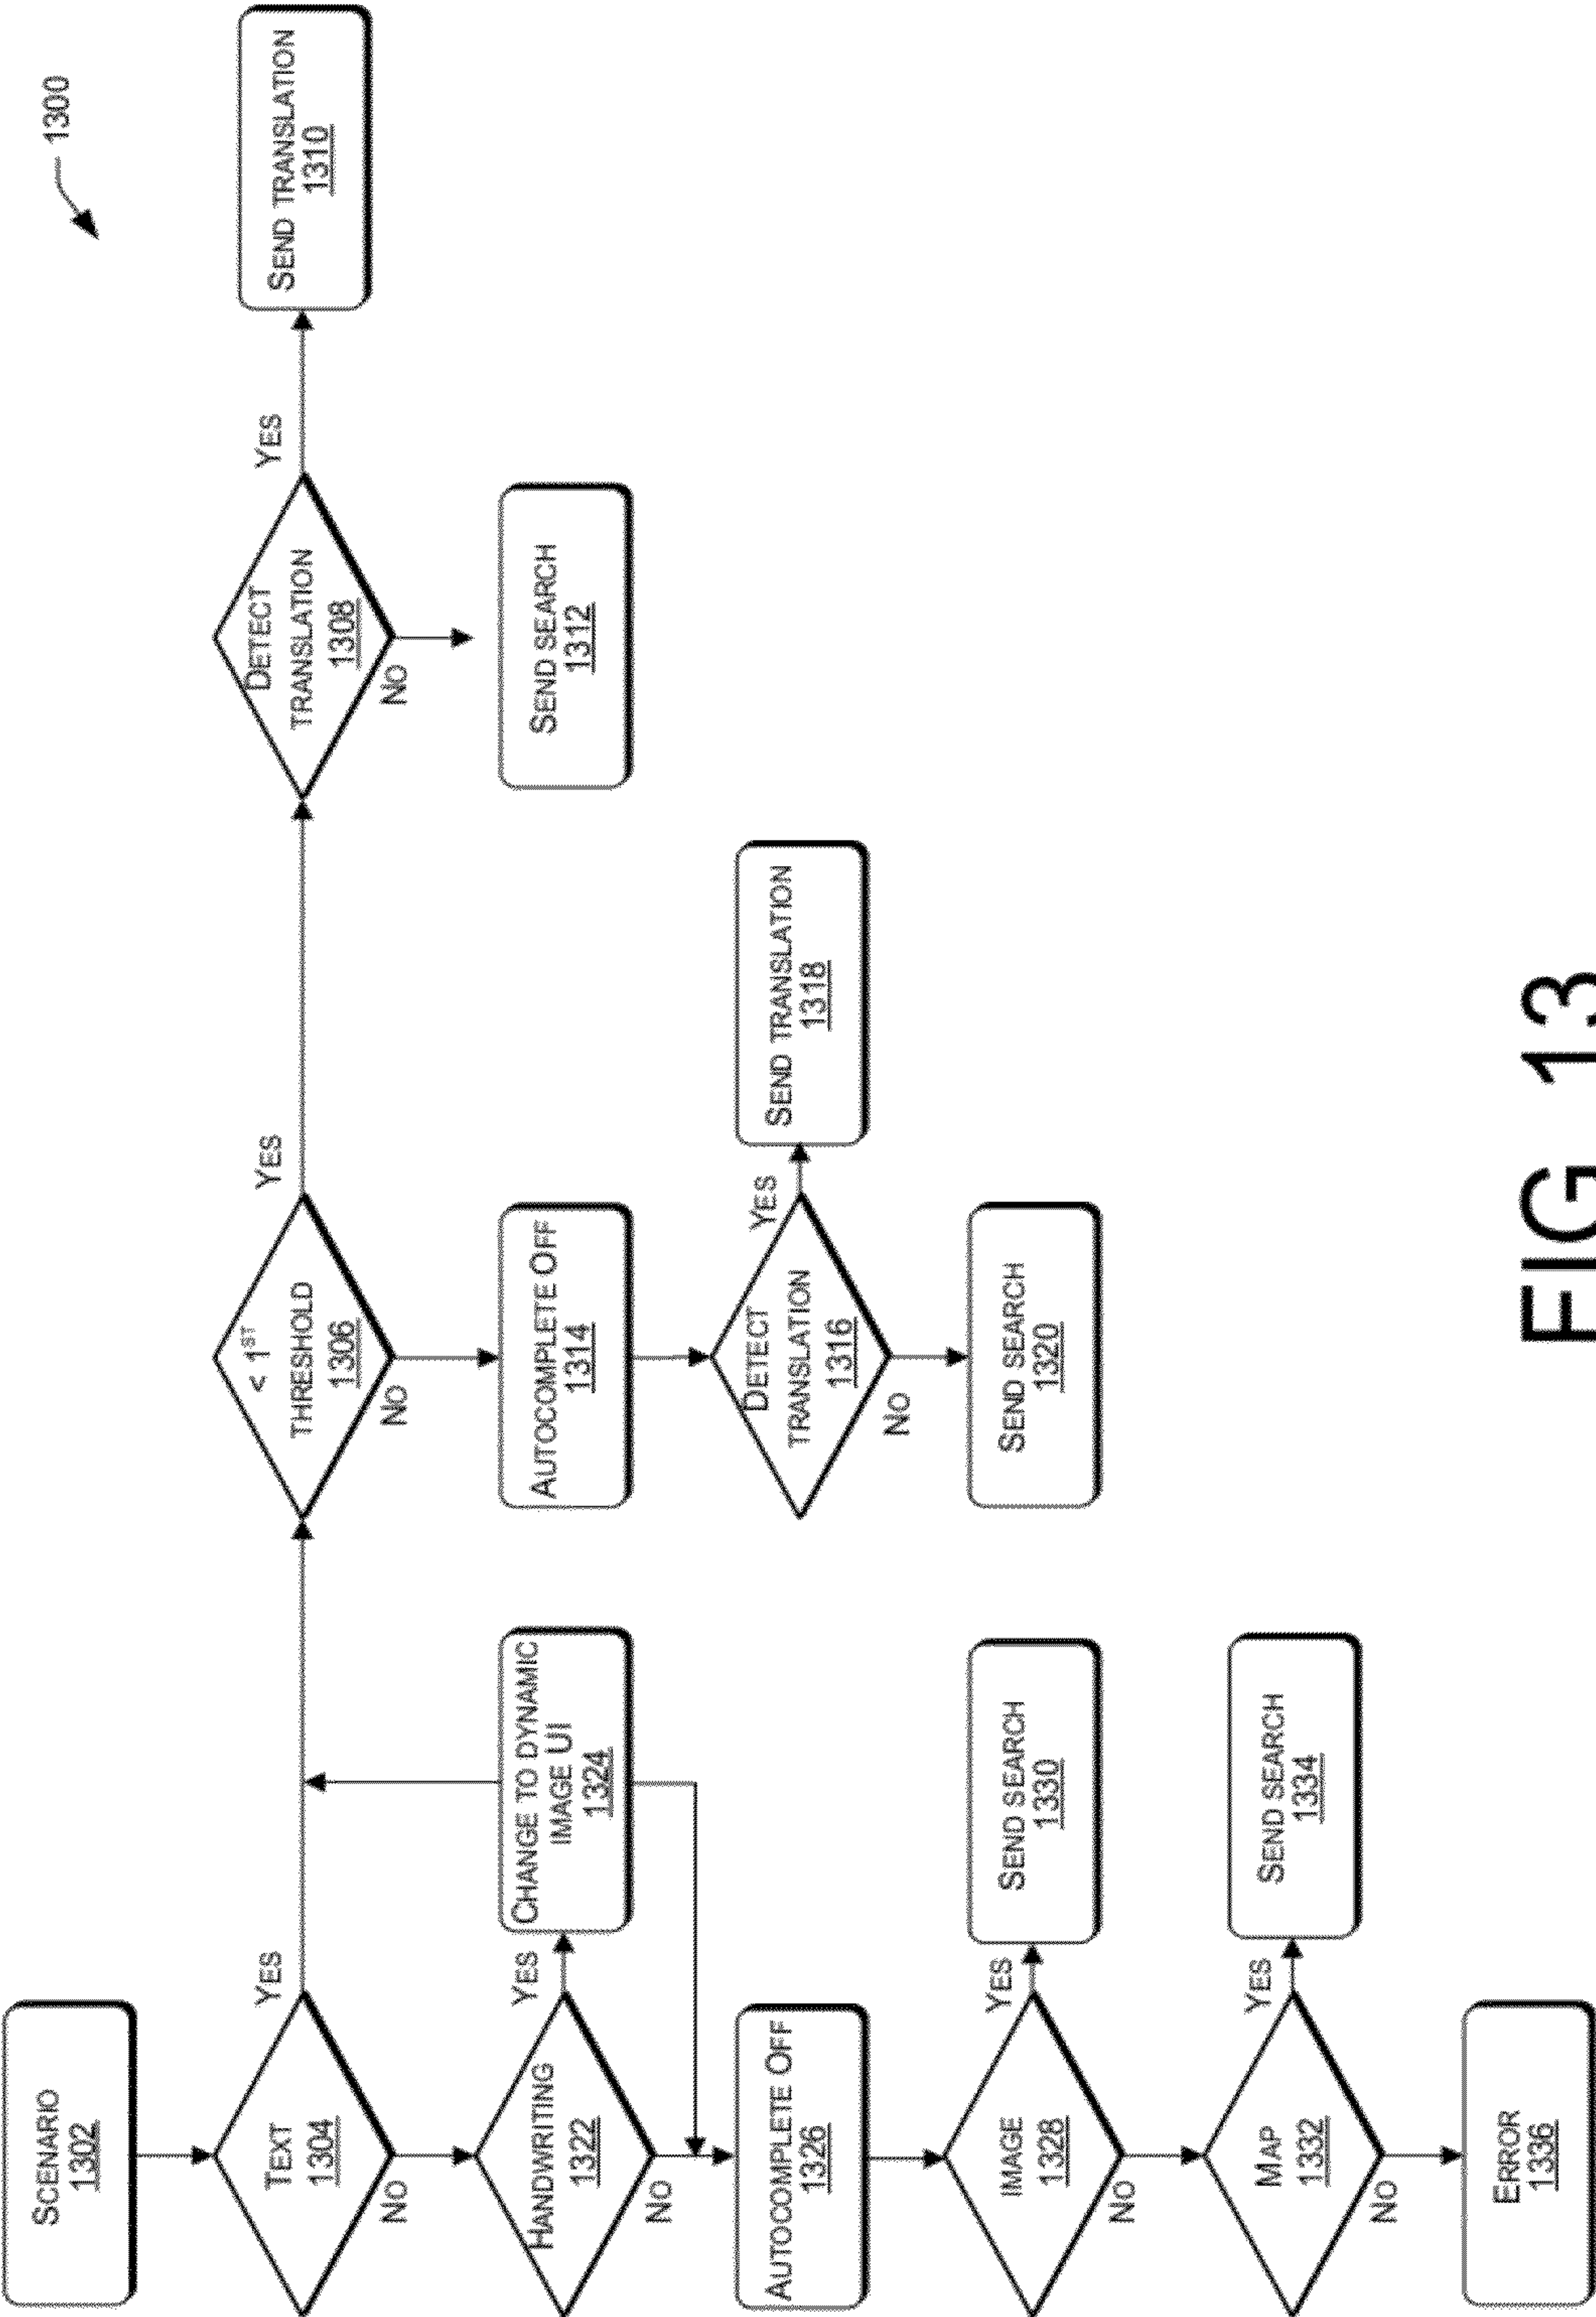 1300
SCENARIO
1302
TEXT
1304
YES
NO
< 1ST
THRESHOLD
1306
YES
NO
DETECT
TRANSLATION
1308
YES
NO
SEND TRANSLATION
1310
SEND SEARCH
1312
HANDWRITING
1322
YES
NO
CHANGE TO DYNAMIC
IMAGE UI
1324
AUTOCOMPLETE OFF
1314
AUTOCOMPLETE OFF
1326
DETECT
TRANSLATION
1316
YES
NO
SEND TRANSLATION
1318
IMAGE
1328
YES
NO
SEND SEARCH
1330
SEND SEARCH
1320
MAP
1332
YES
NO
SEND SEARCH
1334
ERROR
1336
FIG 13